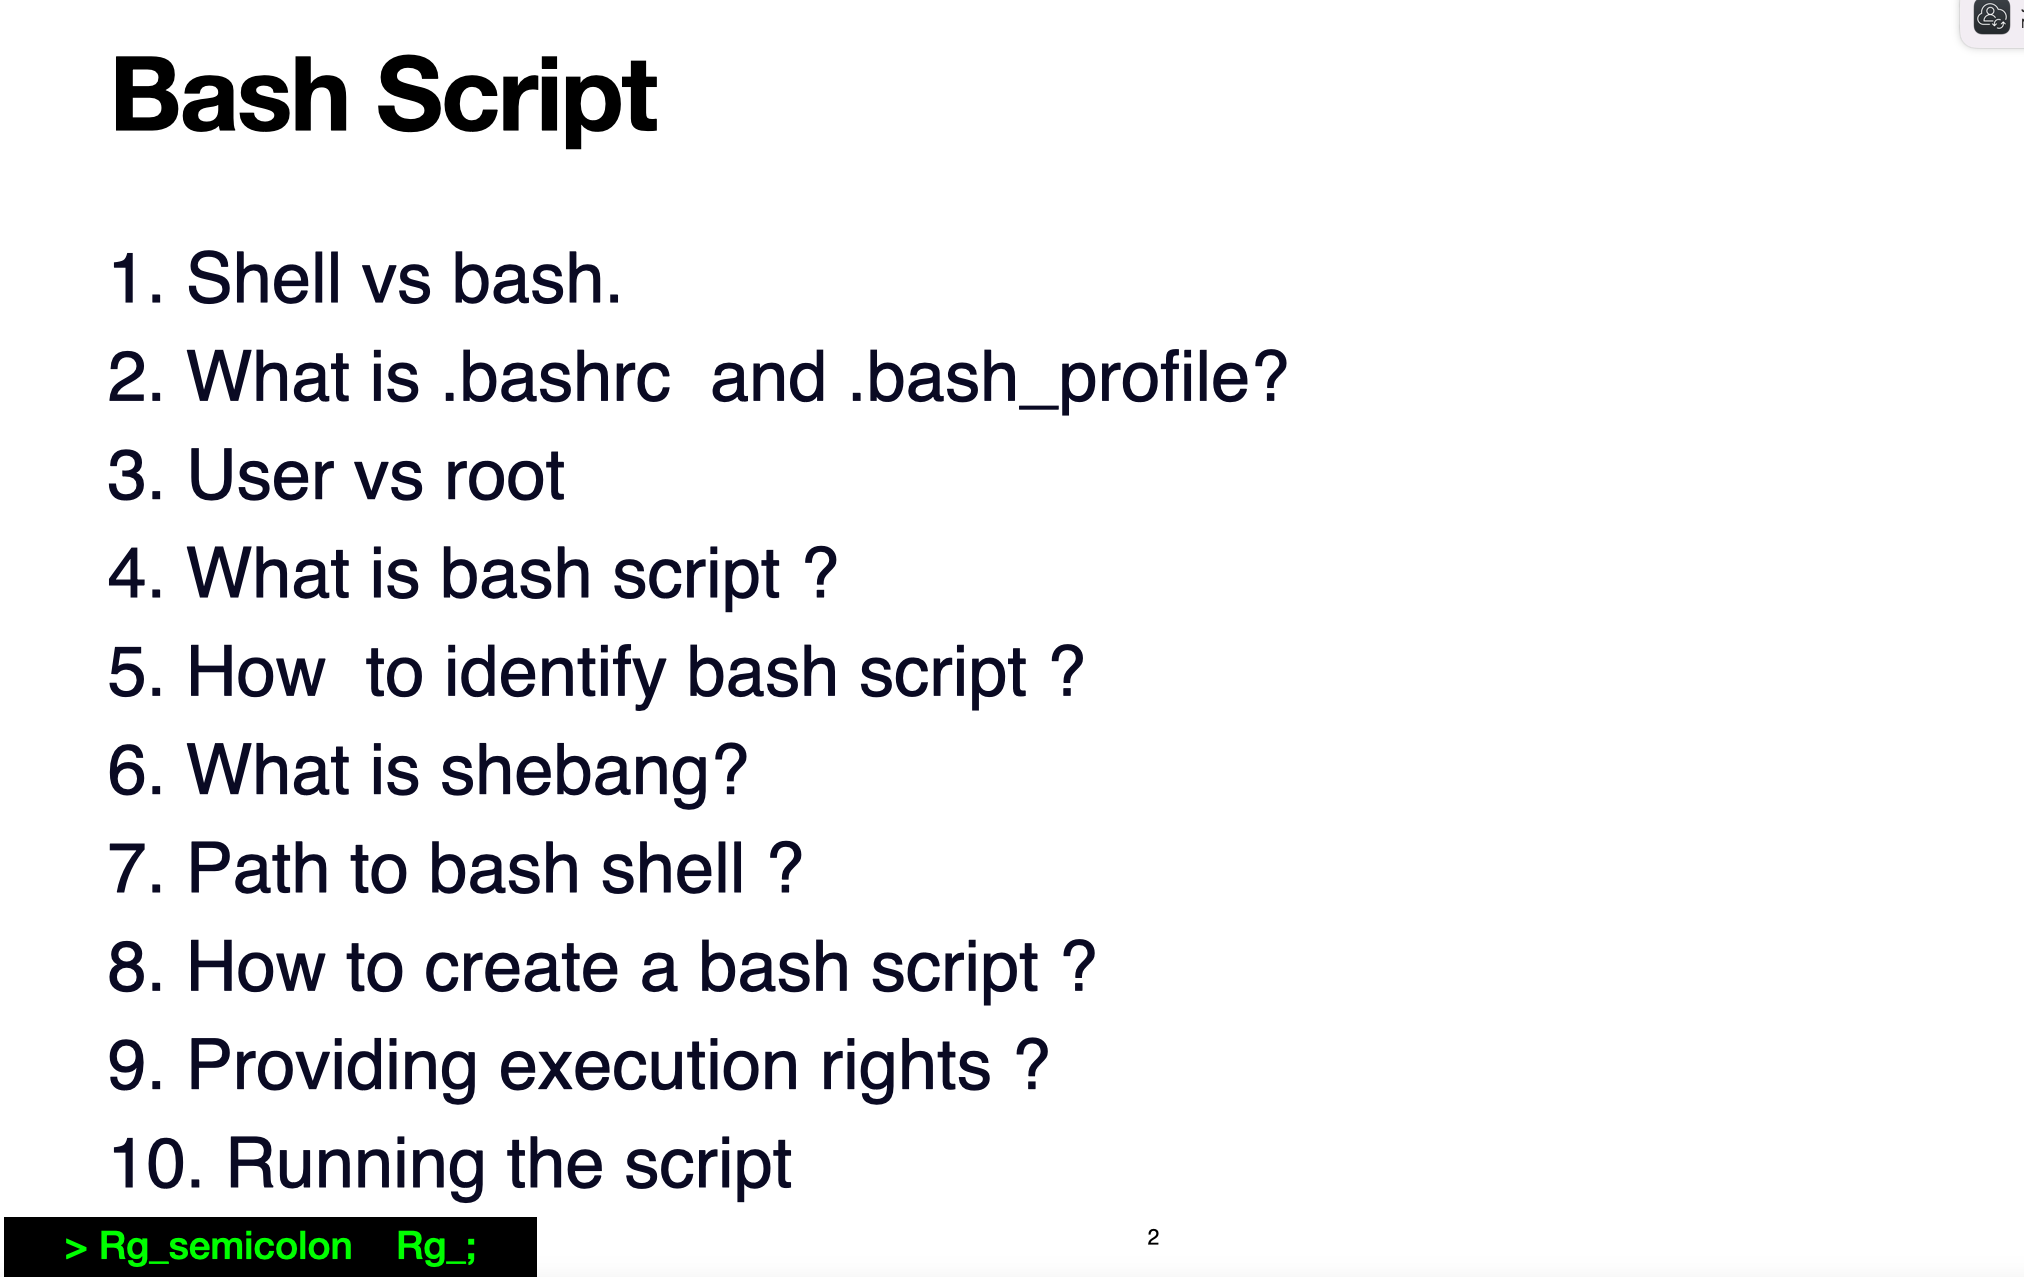 Bash Script
1. Shell vs bash.
2. What is .bashrc  and .bash_profile?
3. User vs root
4. What is bash script ?
5. How  to identify bash script ?
6. What is shebang?
7. Path to bash shell ?
8. How to create a bash script ?
9. Providing execution rights ?
10. Running the script
> Rg_semicolon    Rg_;
2